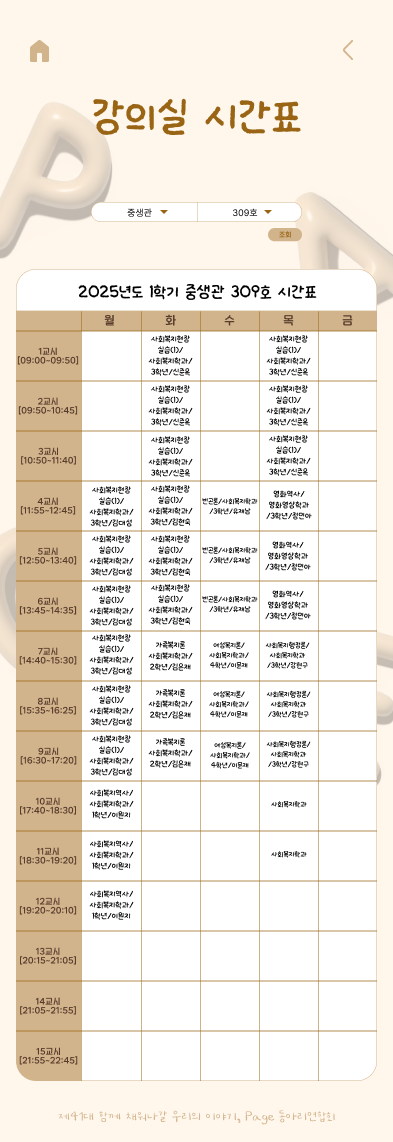 강의실 시간표
중생관 309호
조회
2025년도 1학기 중생관 309호 시간표
월 화 수 목 금
1교시
[09:00~09:50]
사회복지현장
실습(1)/
사회복지학과/
3학년/신준옥
사회복지현장
실습(1)/
사회복지학과/
3학년/신준옥
2교시
[09:50~10:45]
사회복지현장
실습(1)/
사회복지학과/
3학년/신준옥
사회복지현장
실습(1)/
사회복지학과/
3학년/신준옥
3교시
[10:50~11:40]
사회복지현장
실습(1)/
사회복지학과/
3학년/신준옥
사회복지현장
실습(1)/
사회복지학과/
3학년/신준옥
4교시
[11:55~12:45]
사회복지현장
실습(1)/
사회복지학과/
3학년/김대성
사회복지현장
실습(1)/
사회복지학과/
3학년/김현숙
빈곤론/사회복지학과
/3학년/유재남
영화역사/
영화영상학과
/3학년/정민아
5교시
[12:50~13:40]
사회복지현장
실습(1)/
사회복지학과/
3학년/김대성
사회복지현장
실습(1)/
사회복지학과/
3학년/김현숙
빈곤론/사회복지학과
/3학년/유재남
영화역사/
영화영상학과
/3학년/정민아
6교시
[13:45~14:35]
사회복지현장
실습(1)/
사회복지학과/
3학년/김대성
사회복지현장
실습(1)/
사회복지학과/
3학년/김현숙
빈곤론/사회복지학과
/3학년/유재남
영화역사/
영화영상학과
/3학년/정민아
7교시
[14:40~15:30]
사회복지현장
실습(1)/
사회복지학과/
3학년/김대성
가족복지론
사회복지학과/
2학년/김은재
여성복지론/
사회복지학과/
4학년/이문재
사회복지행정론/
사회복지학과
/3학년/강현구
8교시
[15:35~16:25]
사회복지현장
실습(1)/
사회복지학과/
3학년/김대성
가족복지론
사회복지학과/
2학년/김은재
여성복지론/
사회복지학과/
4학년/이문재
사회복지행정론/
사회복지학과
/3학년/강현구
9교시
[16:30~17:20]
사회복지현장
실습(1)/
사회복지학과/
3학년/김대성
가족복지론
사회복지학과/
2학년/김은재
여성복지론/
사회복지학과/
4학년/이문재
사회복지행정론/
사회복지학과
/3학년/강현구
10교시
[17:40~18:30]
사회복지역사/
사회복지학과/
1학년/이원지
사회복지학과
11교시
[18:30~19:20]
사회복지역사/
사회복지학과/
1학년/이원지
사회복지학과
12교시
[19:20~20:10]
사회복지역사/
사회복지학과/
1학년/이원지
13교시
[20:15~21:05]
14교시
[21:05~21:55]
15교시
[21:55~22:45]
제41대 함께 채워나갈 우리의 이야기, Page 동아리연합회